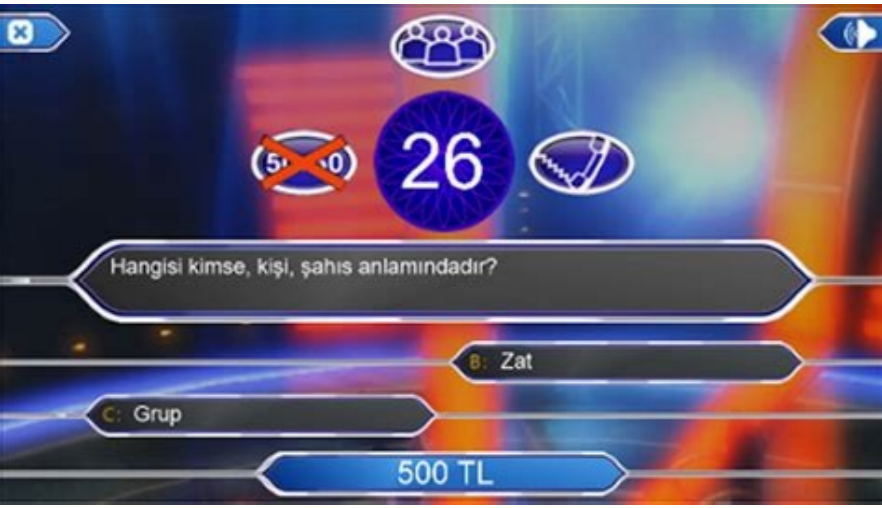 26
Hangisi kimse, kişi, şahıs anlamındadır?
B: Zat
C: Grup
500 TL